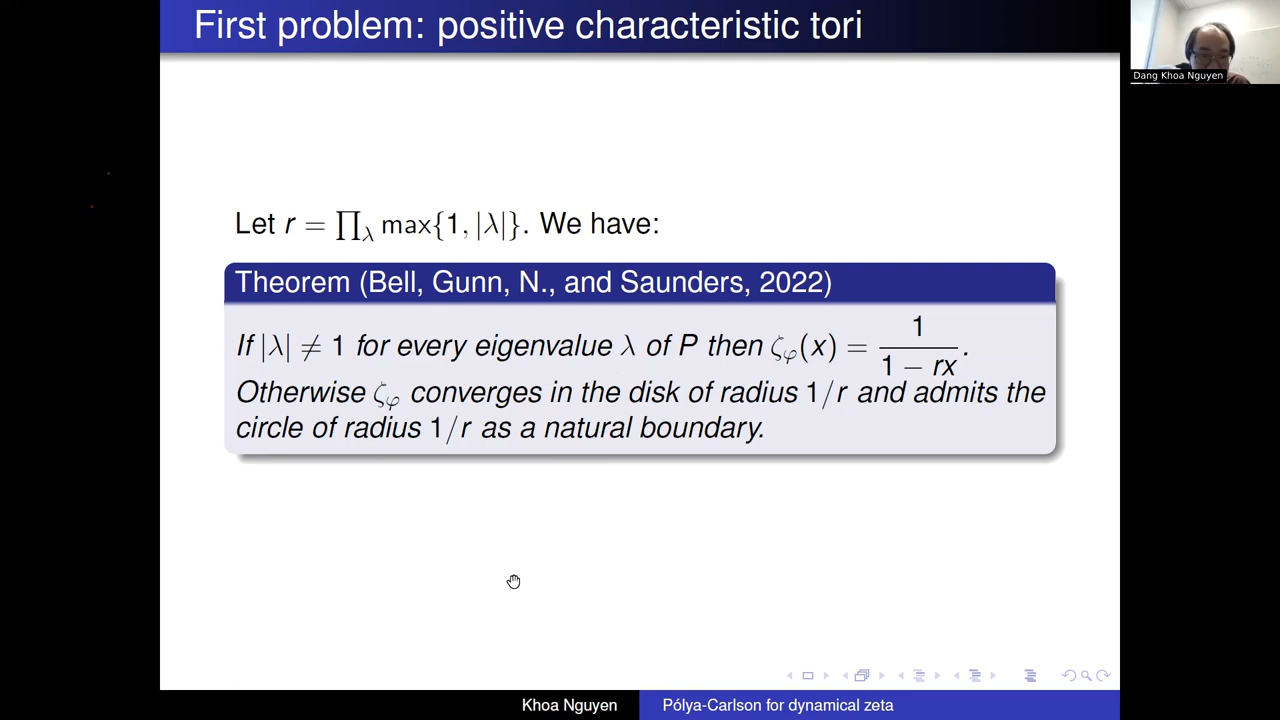 First problem: positive characteristic tori
Dang Khoa Nguyen
Let r = ∏_λ max{1, |λ|}. We have:
Theorem (Bell, Gunn, N., and Saunders, 2022)
If |λ| ≠ 1 for every eigenvalue λ of P then ζ_φ(x) = 1/(1 − rx).
Otherwise ζ_φ converges in the disk of radius 1/r and admits the
circle of radius 1/r as a natural boundary.
Khoa Nguyen
Pólya-Carlson for dynamical zeta